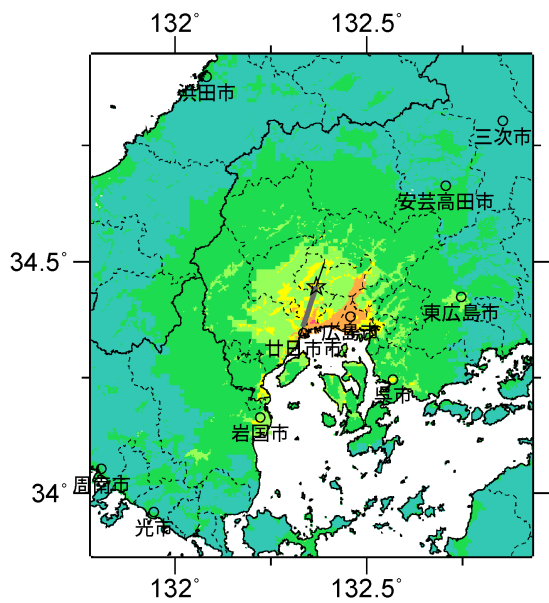 132° 132.5°
浜田市
三次市
安芸高田市
34.5°
東広島市
広島市
廿日市市
呉市
岩国市
34°
周南市
光市
132° 132.5°